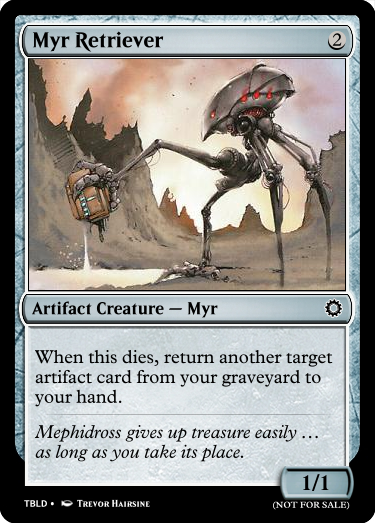 Myr Retriever 2
Artifact Creature — Myr
When this dies, return another target
artifact card from your graveyard to
your hand.
Mephidross gives up treasure easily …
as long as you take its place.
1/1
TBLD • Trevor Hairsine
(NOT FOR SALE)